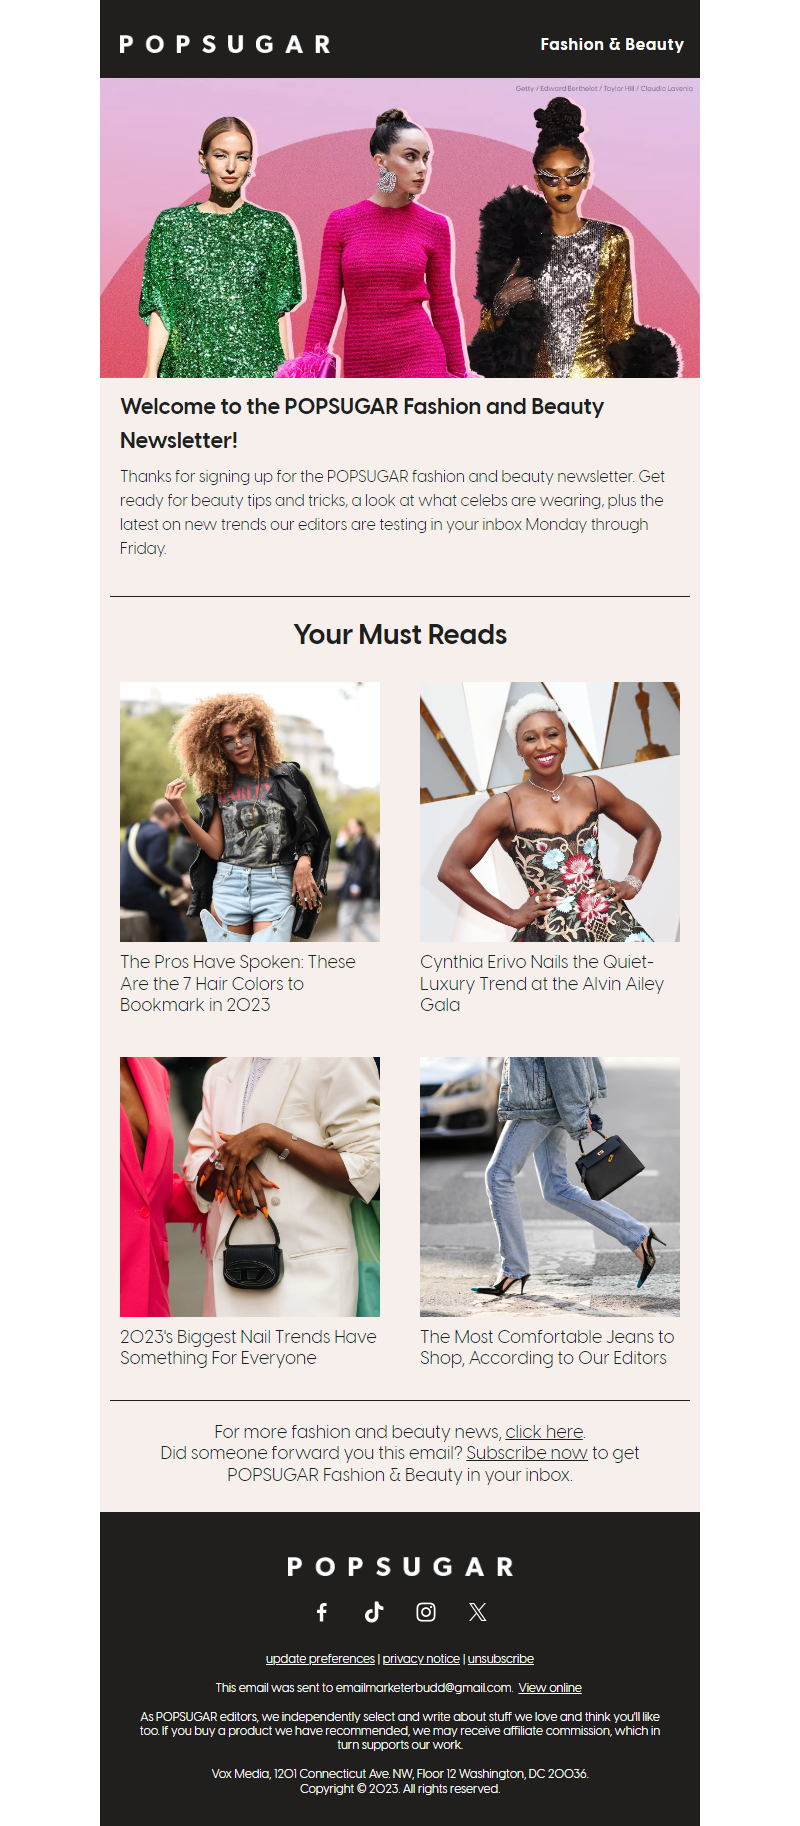 POPSUGAR
Fashion & Beauty
Getty / Edward Berthelot / Taylor Hill / Claudio Lavenia
Welcome to the POPSUGAR Fashion and Beauty
Newsletter!
Thanks for signing up for the POPSUGAR fashion and beauty newsletter. Get
ready for beauty tips and tricks, a look at what celebs are wearing, plus the
latest on new trends our editors are testing in your inbox Monday through
Friday.
Your Must Reads
The Pros Have Spoken: These
Are the 7 Hair Colors to
Bookmark in 2023
Cynthia Erivo Nails the Quiet-
Luxury Trend at the Alvin Ailey
Gala
2023's Biggest Nail Trends Have
Something For Everyone
The Most Comfortable Jeans to
Shop, According to Our Editors
For more fashion and beauty news, click here.
Did someone forward you this email? Subscribe now to get
POPSUGAR Fashion & Beauty in your inbox.
POPSUGAR
update preferences | privacy notice | unsubscribe
This email was sent to emailmarketerbudd@gmail.com. View online
As POPSUGAR editors, we independently select and write about stuff we love and think you'll like
too. If you buy a product we have recommended, we may receive affiliate commission, which in
turn supports our work.
Vox Media, 1201 Connecticut Ave. NW, Floor 12 Washington, DC 20036.
Copyright © 2023. All rights reserved.